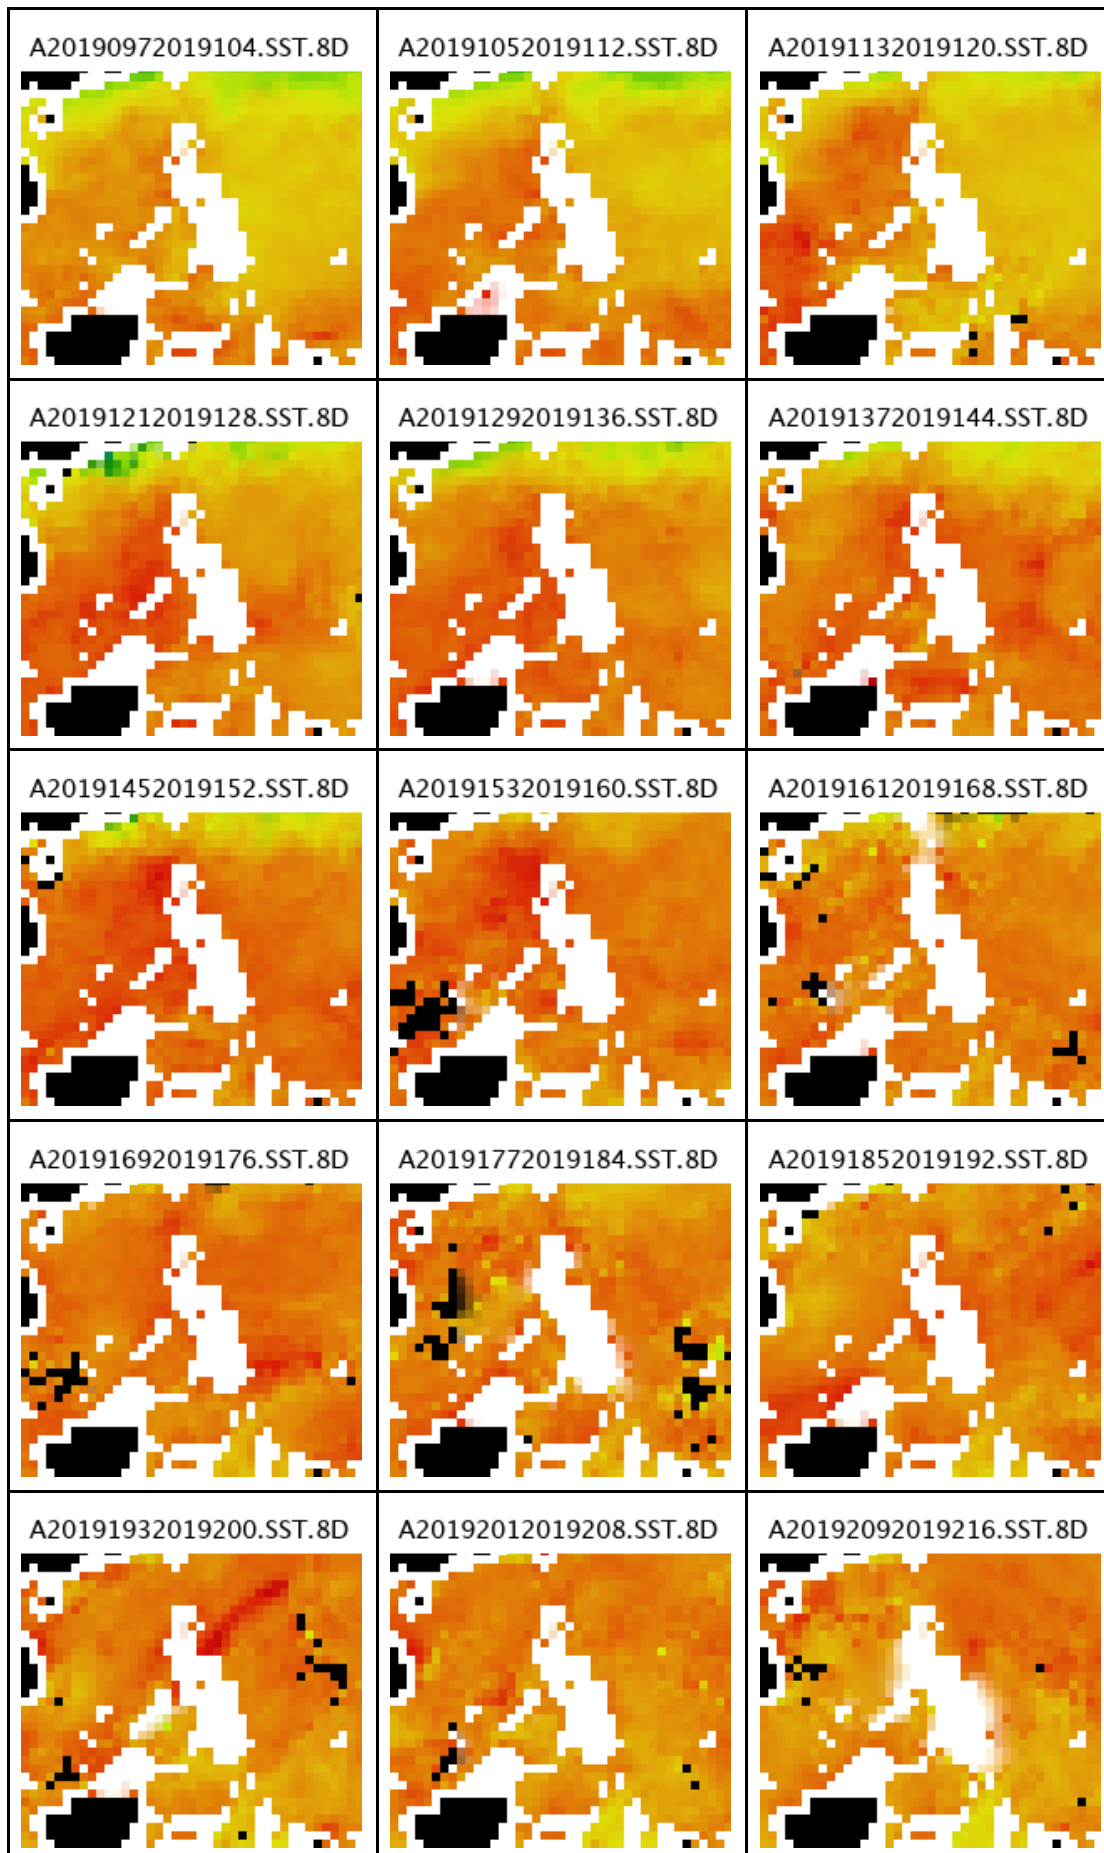 A20190972019104.SST.8D
A20191052019112.SST.8D
A20191132019120.SST.8D
A20191212019128.SST.8D
A20191292019136.SST.8D
A20191372019144.SST.8D
A20191452019152.SST.8D
A20191532019160.SST.8D
A20191612019168.SST.8D
A20191692019176.SST.8D
A20191772019184.SST.8D
A20191852019192.SST.8D
A20191932019200.SST.8D
A20192012019208.SST.8D
A20192092019216.SST.8D